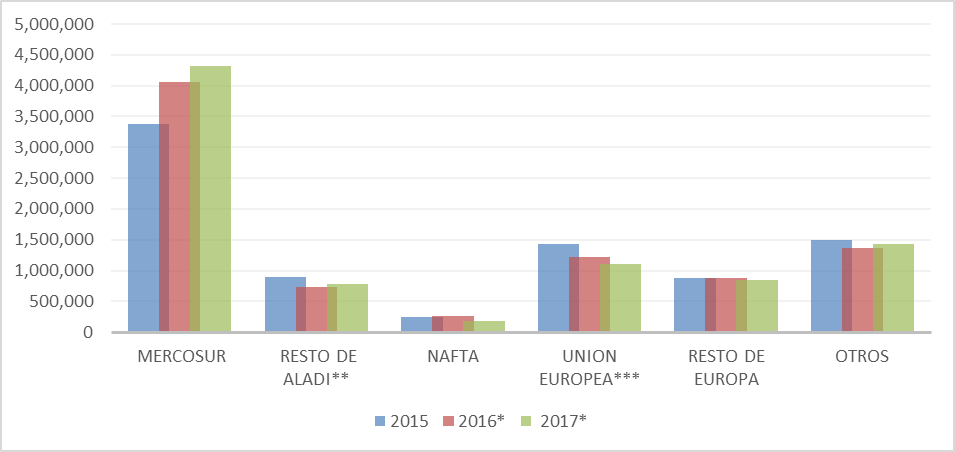 5,000,000
4,500,000
4,000,000
3,500,000
3,000,000
2,500,000
2,000,000
1,500,000
1,000,000
500,000
0
MERCOSUR
RESTO DE
ALADI**
NAFTA
UNION
EUROPEA***
RESTO DE
EUROPA
OTROS
2015 2016* 2017*